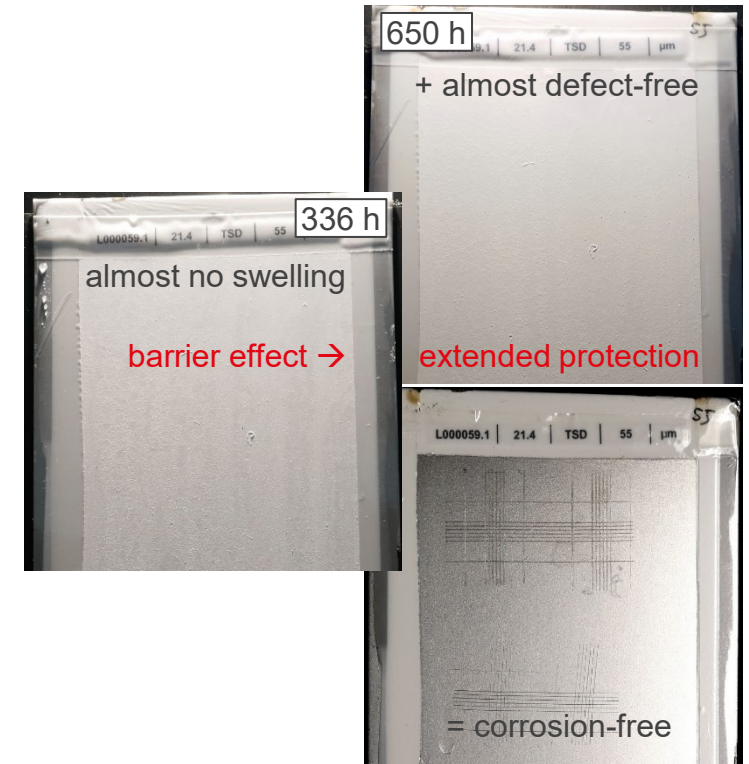 650 h
9.1 | 21.4 | TSD | 55 | µm
SJ
+ almost defect-free
336 h
L000059.1 | 21.4 | TSD | 55
almost no swelling
barrier effect → extended protection
L000059.1 | 21.4 | TSD | 55 | µm
SJ
= corrosion-free